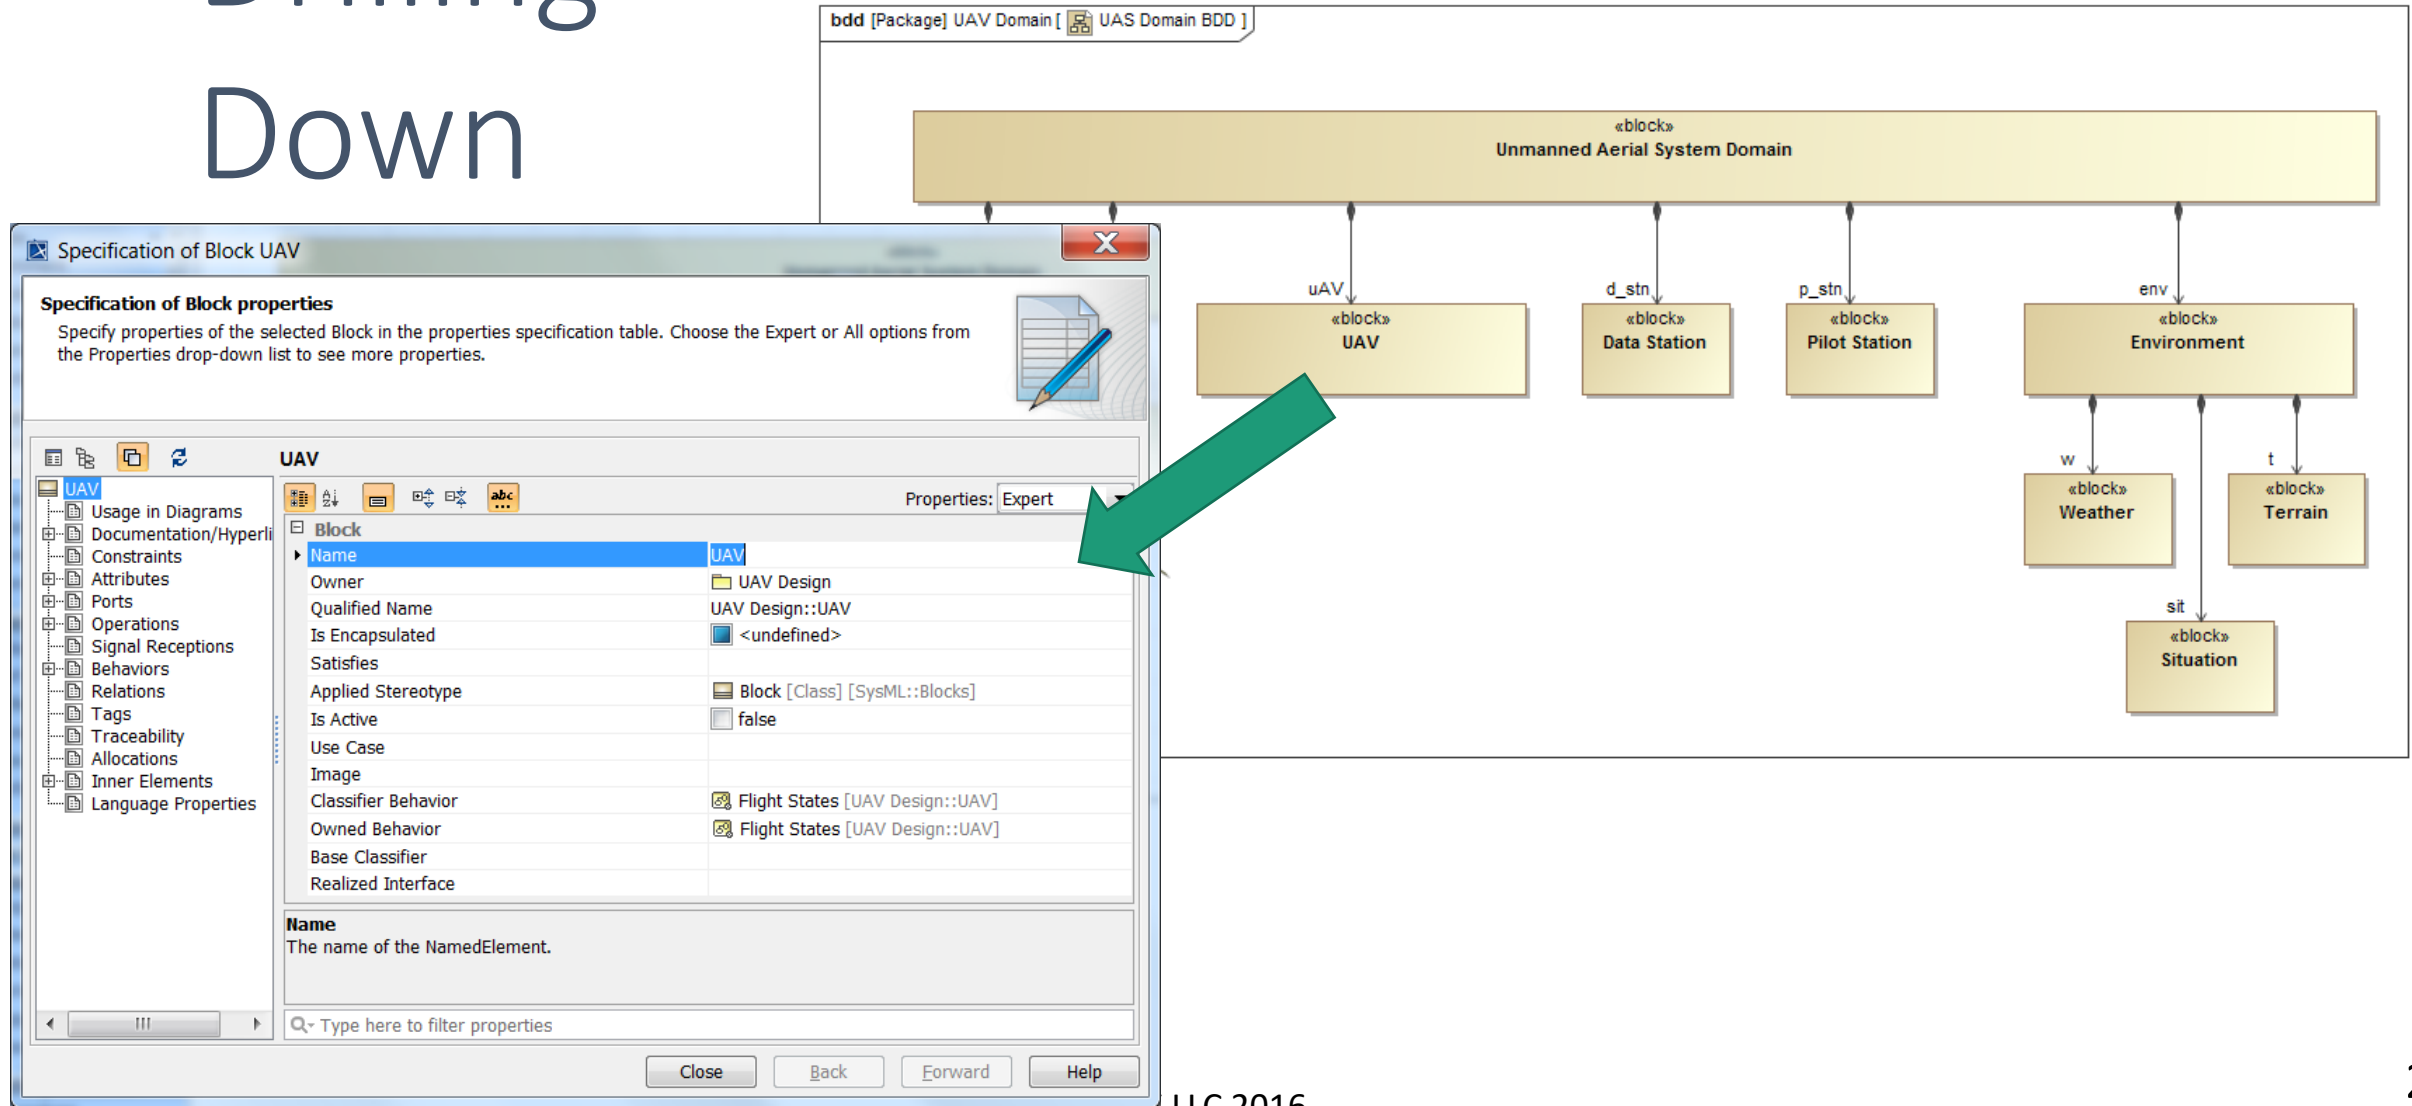 Drilling
Down
bdd [Package] UAV Domain [ UAS Domain BDD ]
«block»
Unmanned Aerial System Domain
uAV
d_stn
p_stn
env
«block»
UAV
«block»
Data Station
«block»
Pilot Station
«block»
Environment
w
t
«block»
Weather
«block»
Terrain
sit
«block»
Situation
Specification of Block UAV
Specification of Block properties
Specify properties of the selected Block in the properties specification table. Choose the Expert or All options from
the Properties drop-down list to see more properties.
UAV
Usage in Diagrams
Documentation/Hyperli
Constraints
Attributes
Ports
Operations
Signal Receptions
Behaviors
Relations
Tags
Traceability
Allocations
Inner Elements
Language Properties
UAV
Properties: Expert
Block
Name UAV
Owner UAV Design
Qualified Name UAV Design::UAV
Is Encapsulated <undefined>
Satisfies
Applied Stereotype Block [Class] [SysML::Blocks]
Is Active false
Use Case
Image
Classifier Behavior Flight States [UAV Design::UAV]
Owned Behavior Flight States [UAV Design::UAV]
Base Classifier
Realized Interface
Name
The name of the NamedElement.
Type here to filter properties
Close Back Forward Help
LLC 2016